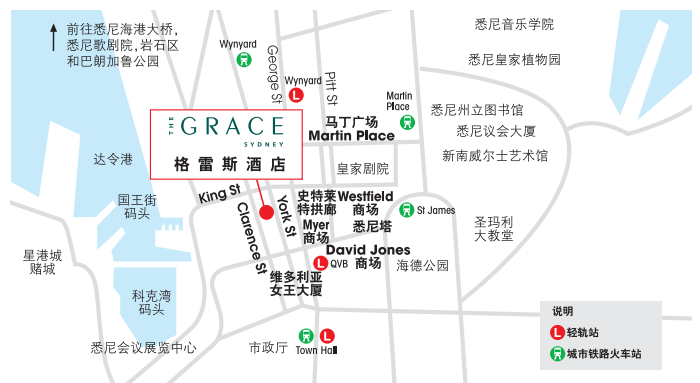 前往悉尼海港大桥,
悉尼歌剧院,岩石区
和巴朗加鲁公园
悉尼音乐学院
Wynyard
George St
悉尼皇家植物园
Wynyard
L
Pitt St
Martin
Place
悉尼州立图书馆
THE GRACE
SYDNEY
格雷斯酒店
马丁广场
Martin Place
悉尼议会大厦
新南威尔士艺术馆
达令港
皇家剧院
King St
国王街
码头
York St
史特莱
特拱廊
Westfield
商场
St James
Clarence St
Myer
商场
悉尼塔
圣玛利
大教堂
David Jones
商场
星港城
赌城
L
QVB
海德公园
维多利亚
女王大厦
科克湾
码头
说明
L 轻轨站
城市铁路火车站
悉尼会议展览中心
市政厅
L
Town Hall